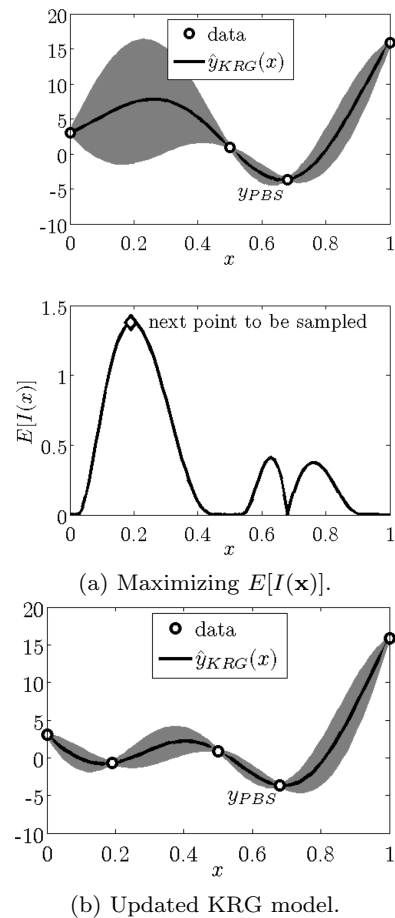 20
15
10
5
0
-5
-10
data
ŷ_KRG(x)
y_PBS
0 0.2 0.4 0.6 0.8 1
x
1.5
1
0.5
0
E[I(x)]
next point to be sampled
0 0.2 0.4 0.6 0.8 1
x
(a) Maximizing E[I(x)].
20
15
10
5
0
-5
-10
data
ŷ_KRG(x)
y_PBS
0 0.2 0.4 0.6 0.8 1
x
(b) Updated KRG model.